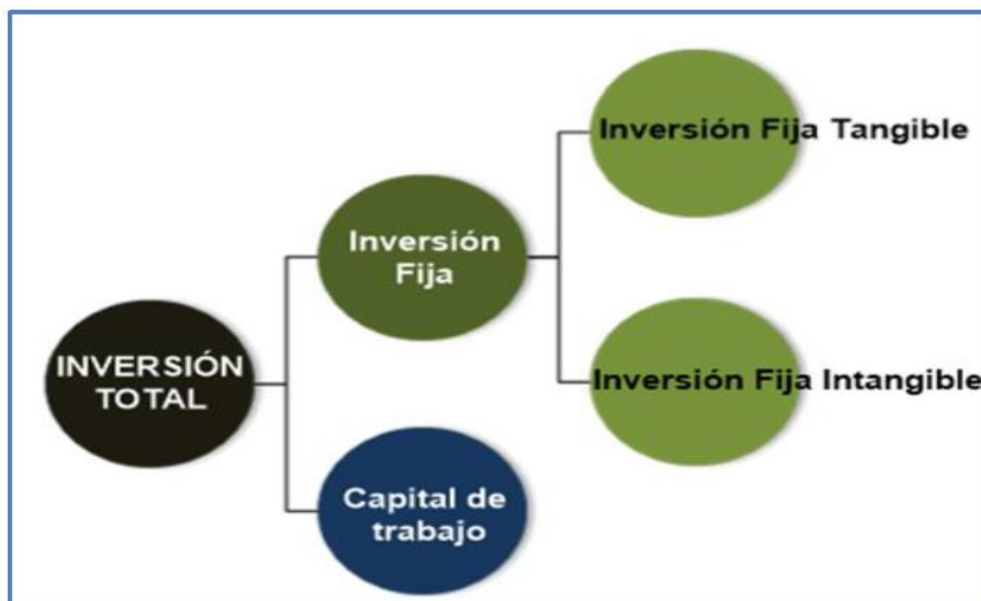 Inversión Fija Tangible
Inversión
Fija
INVERSIÓN
TOTAL
Inversión Fija Intangible
Capital de
trabajo